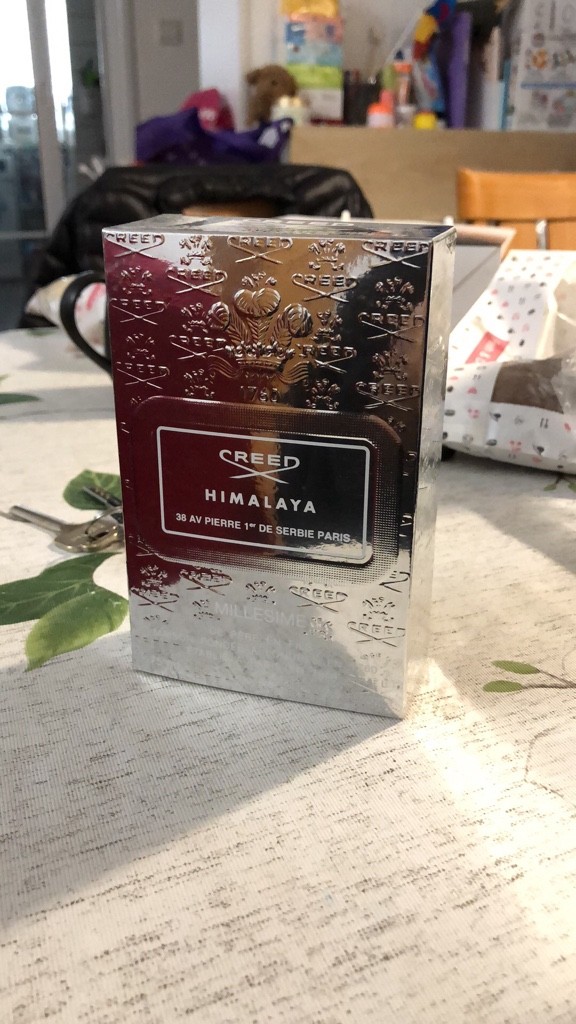 CREED
1760
CREED
HIMALAYA
38 AV PIERRE 1er DE SERBIE PARIS
MILLESIME